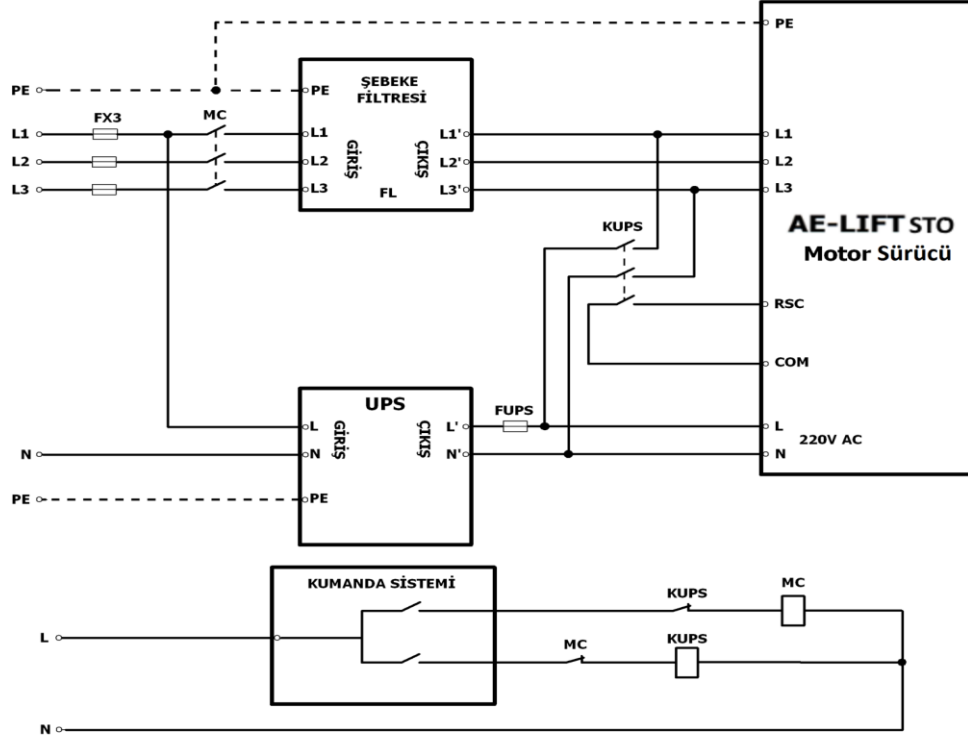 PE
PE
PE
ŞEBEKE
FİLTRESİ
FX3
MC
L1
L1
L1'
L1
L2
L2
L2'
L2
L3
L3
L3'
L3
GİRİŞ
ÇIKIŞ
FL
AE-LIFT STO
Motor Sürücü
KUPS
RSC
COM
UPS
FUPS
L
GİRİŞ
ÇIKIŞ
L'
L
220V AC
N
N
N'
N
PE
PE
KUMANDA SİSTEMİ
KUPS
MC
L
MC
KUPS
N